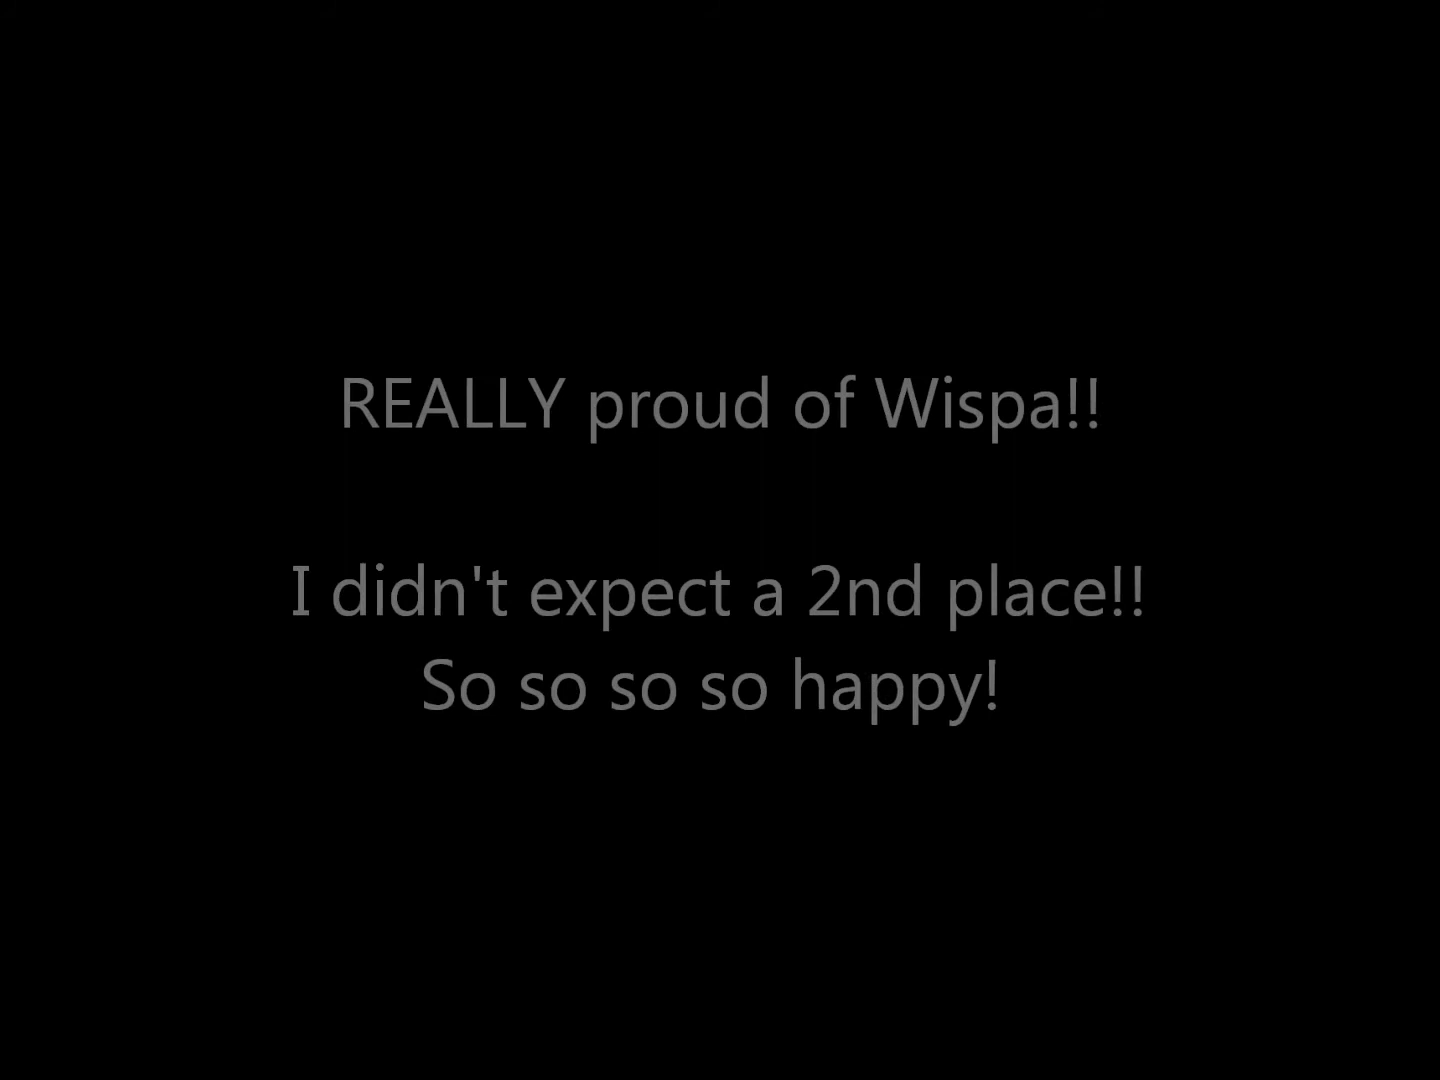 REALLY proud of Wispa!!
I didn't expect a 2nd place!!
So so so so happy!